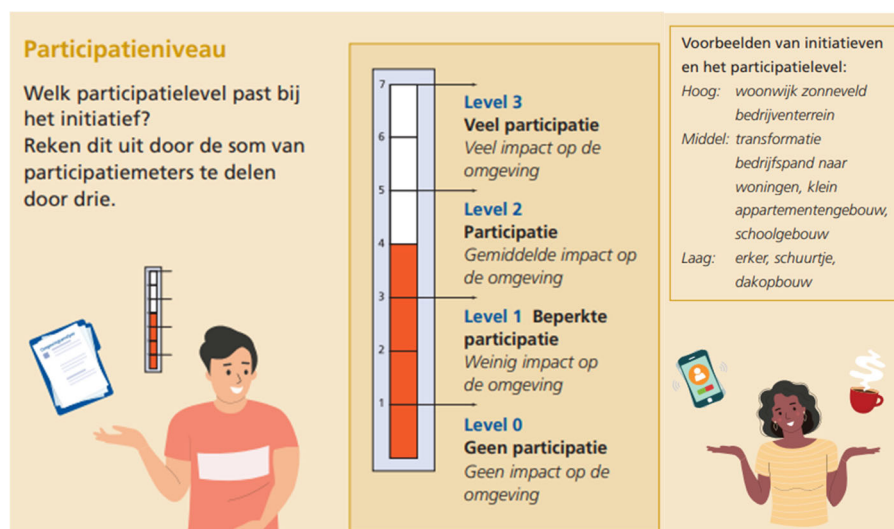 Participatieniveau
Welk participatielevel past bij
het initiatief?
Reken dit uit door de som van
participatiemeters te delen
door drie.
7
6
5
4
3
2
1
Level 3
Veel participatie
Veel impact op de
omgeving
Level 2
Participatie
Gemiddelde impact op
de omgeving
Level 1 Beperkte
participatie
Weinig impact op
de omgeving
Level 0
Geen participatie
Geen impact op de
omgeving
Voorbeelden van initiatieven
en het participatielevel:
Hoog: woonwijk zonneveld
bedrijventerrein
Middel: transformatie
bedrijfspand naar
woningen, klein
appartementengebouw,
schoolgebouw
Laag: erker, schuurtje,
dakopbouw